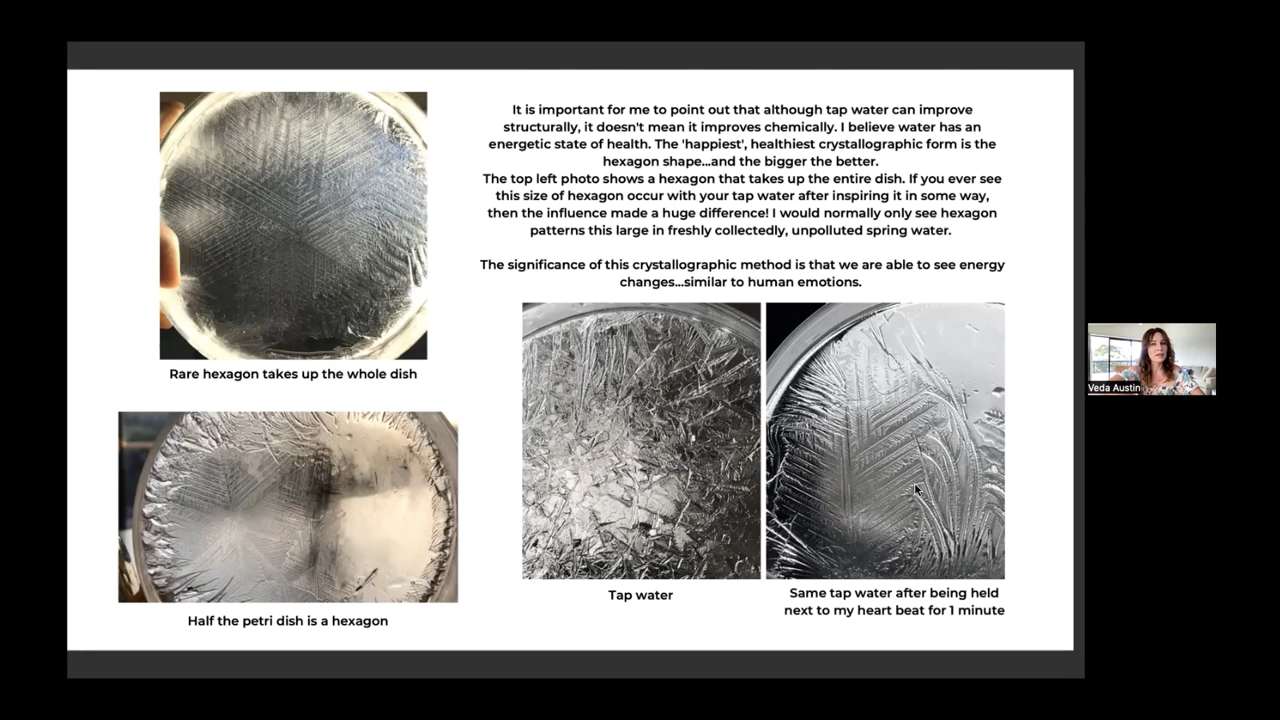 It is important for me to point out that although tap water can improve
structurally, it doesn't mean it improves chemically. I believe water has an
energetic state of health. The 'happiest', healthiest crystallographic form is the
hexagon shape...and the bigger the better.
The top left photo shows a hexagon that takes up the entire dish. If you ever see
this size of hexagon occur with your tap water after inspiring it in some way,
then the influence made a huge difference! I would normally only see hexagon
patterns this large in freshly collectedly, unpolluted spring water.
The significance of this crystallographic method is that we are able to see energy
changes...similar to human emotions.
Rare hexagon takes up the whole dish
Half the petri dish is a hexagon
Tap water
Same tap water after being held
next to my heart beat for 1 minute
Veda Austin